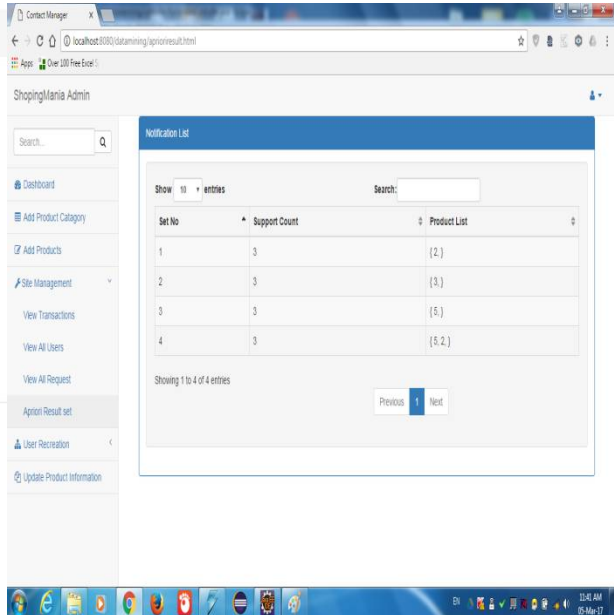 Contact Manager
localhost:8080/datamining/apriorıresult.html
Apps
Over 100 Free Excel
ShopingMania Admin
Search...
Dashboard
Add Product Catagory
Add Products
Site Management
View Transactions
View All Users
View All Request
Apriori Result set
User Recreation
Update Product Information
Notification List
Show 10 entries
Search:
Set No Support Count Product List
1 3 { 2, }
2 3 { 3, }
3 3 { 5, }
4 3 { 5, 2, }
Showing 1 to 4 of 4 entries
Previous 1 Next
EN
11:41 AM
05-Mar-17